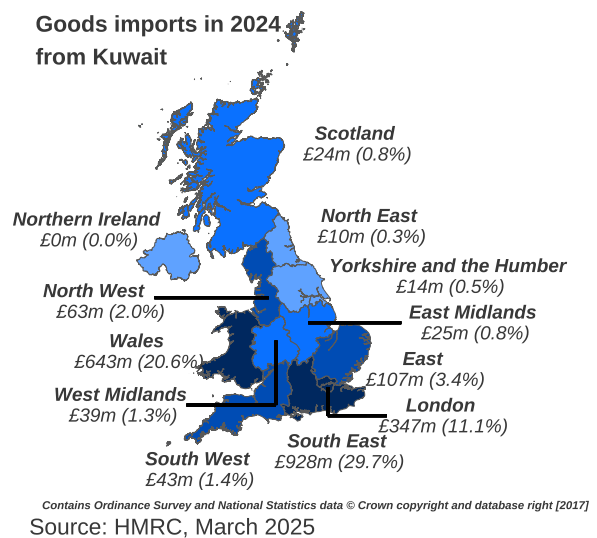 Goods imports in 2024
from Kuwait
Scotland
£24m (0.8%)
Northern Ireland
£0m (0.0%)
North East
£10m (0.3%)
Yorkshire and the Humber
£14m (0.5%)
North West
£63m (2.0%)
East Midlands
£25m (0.8%)
Wales
£643m (20.6%)
East
£107m (3.4%)
West Midlands
£39m (1.3%)
London
£347m (11.1%)
South East
£928m (29.7%)
South West
£43m (1.4%)
Contains Ordinance Survey and National Statistics data © Crown copyright and database right [2017]
Source: HMRC, March 2025